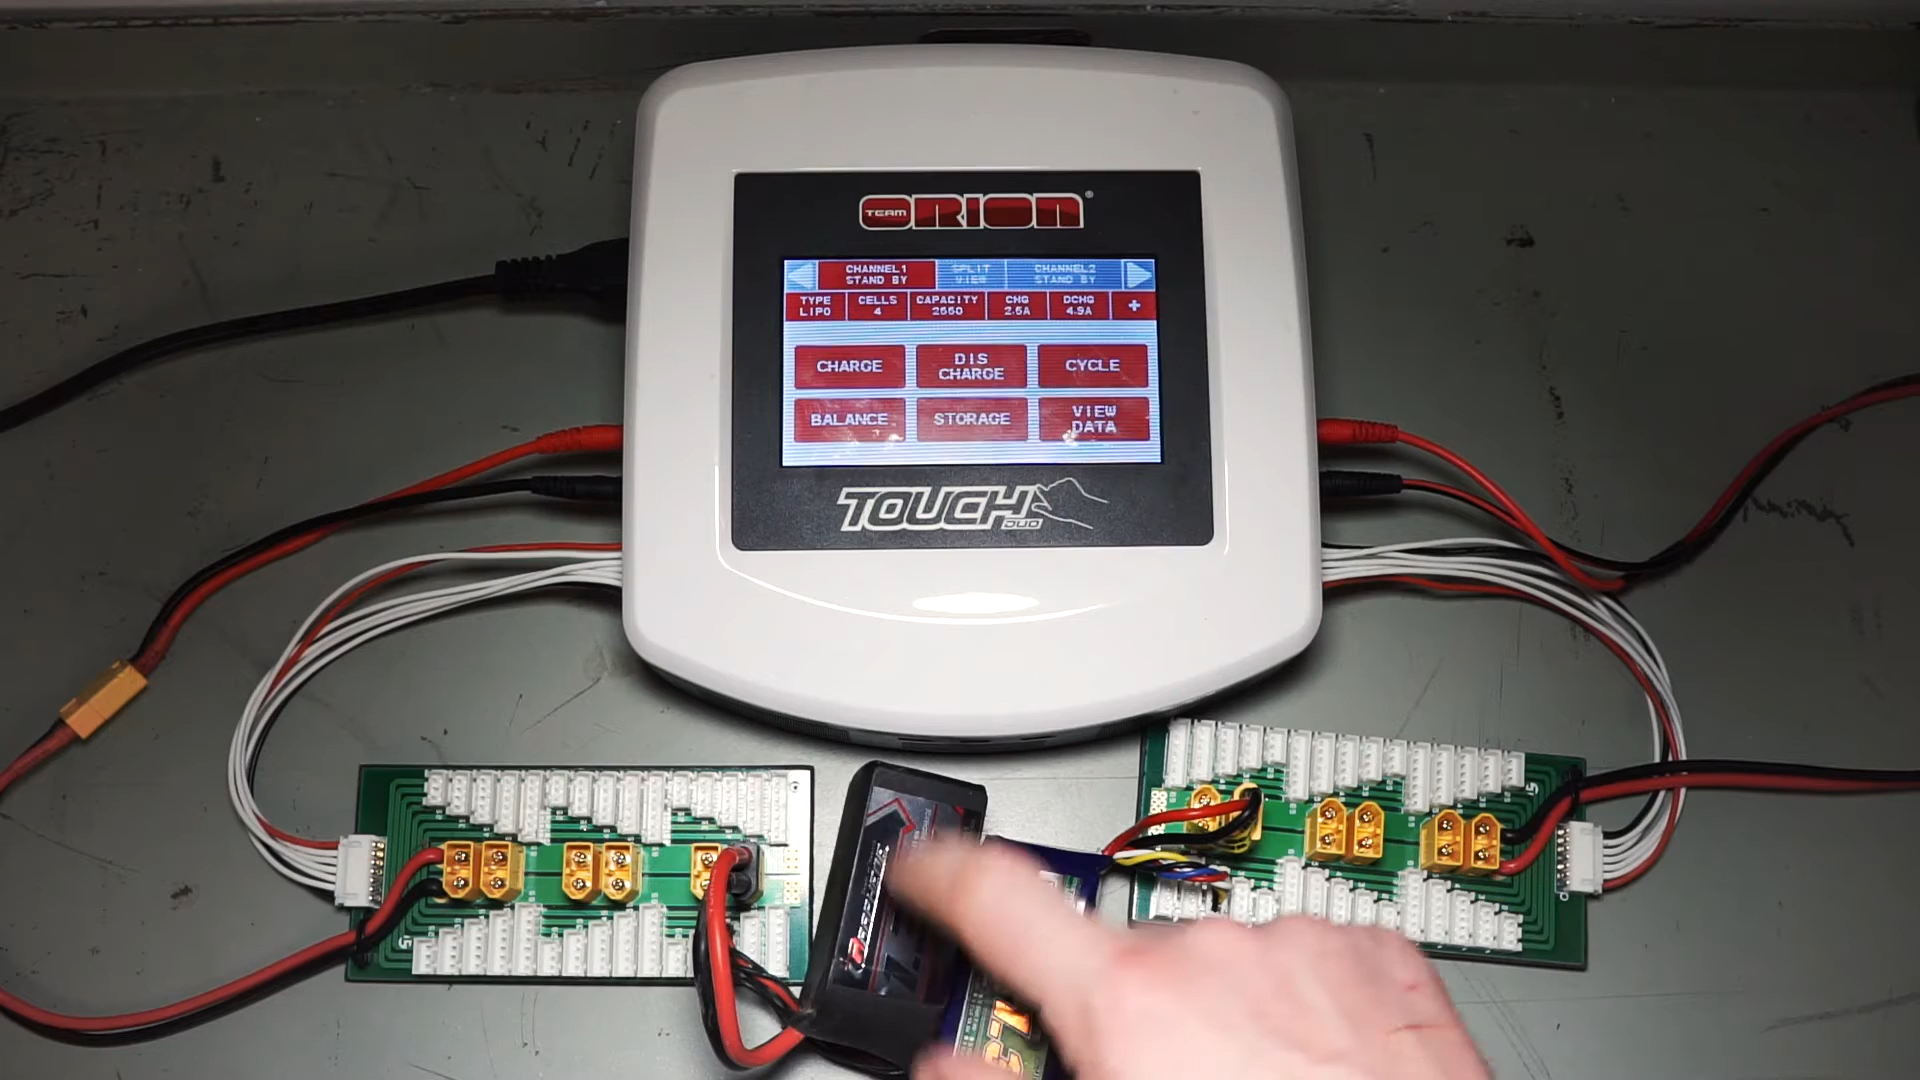 TEAM ORION®
CHANNEL1
STAND BY
SPLIT
VIEW
CHANNEL2
STAND BY
TYPE
LIPO
CELLS
4
CAPACITY
2550
CHG
2.5A
DCHG
4.9A
+
CHARGE
DIS
CHARGE
CYCLE
BALANCE
STORAGE
VIEW
DATA
TOUCH
DUO